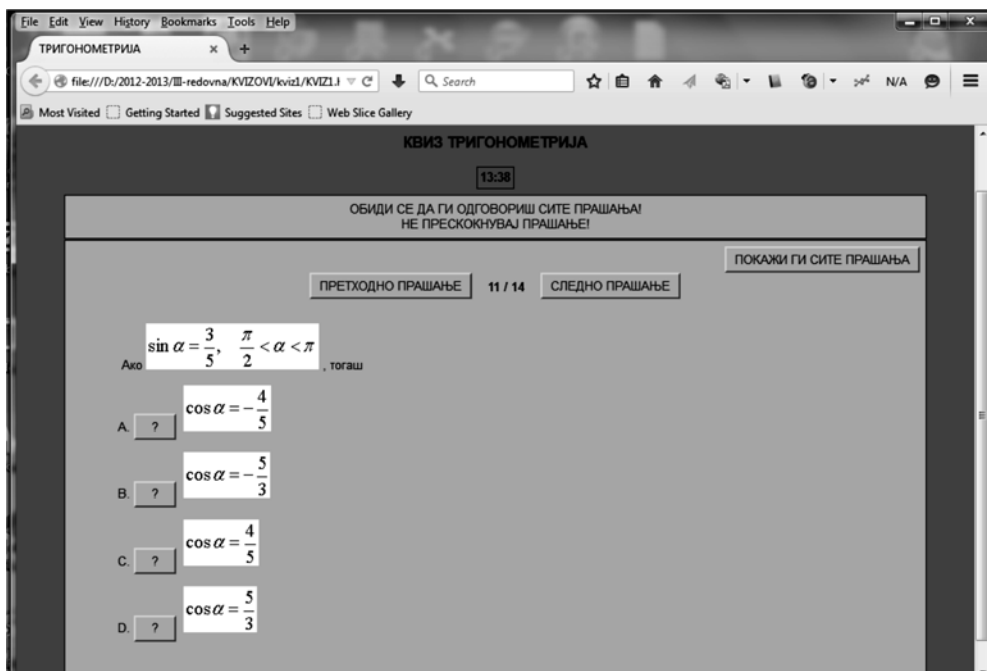 File Edit View History Bookmarks Tools Help
ТРИГОНОМЕТРИЈА × +
file:///D:/2012-2013/III-redovna/KVIZOVI/kviz1/KVIZ1.h Search N/A
Most Visited Getting Started Suggested Sites Web Slice Gallery
КВИЗ ТРИГОНОМЕТРИЈА
13:38
ОБИДИ СЕ ДА ГИ ОДГОВОРИШ СИТЕ ПРАШАЊА!
НЕ ПРЕСКОКНУВАЈ ПРАШАЊЕ!
ПОКАЖИ ГИ СИТЕ ПРАШАЊА
ПРЕТХОДНО ПРАШАЊЕ 11 / 14 СЛЕДНО ПРАШАЊЕ
Ако sin α = 3/5, π/2 < α < π , тогаш
A. ? cos α = −4/5
B. ? cos α = −5/3
C. ? cos α = 4/5
D. ? cos α = 5/3